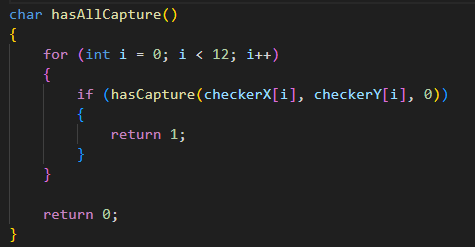 char hasAllCapture()
{
    for (int i = 0; i < 12; i++)
    {
        if (hasCapture(checkerX[i], checkerY[i], 0))
        {
            return 1;
        }
    }

    return 0;
}